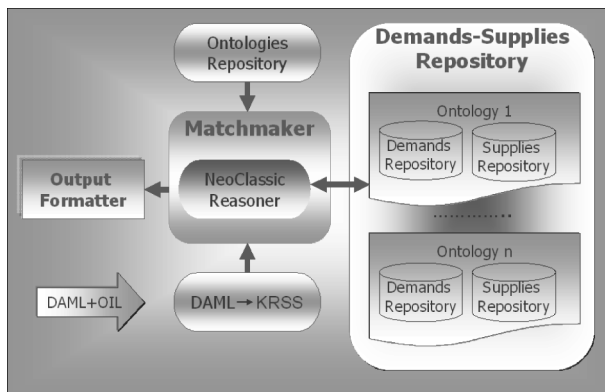 Ontologies
Repository
Demands-Supplies
Repository
Matchmaker
NeoClassic
Reasoner
Output
Formatter
DAML+OIL
DAML→KRSS
Ontology 1
Demands
Repository
Supplies
Repository
............
Ontology n
Demands
Repository
Supplies
Repository